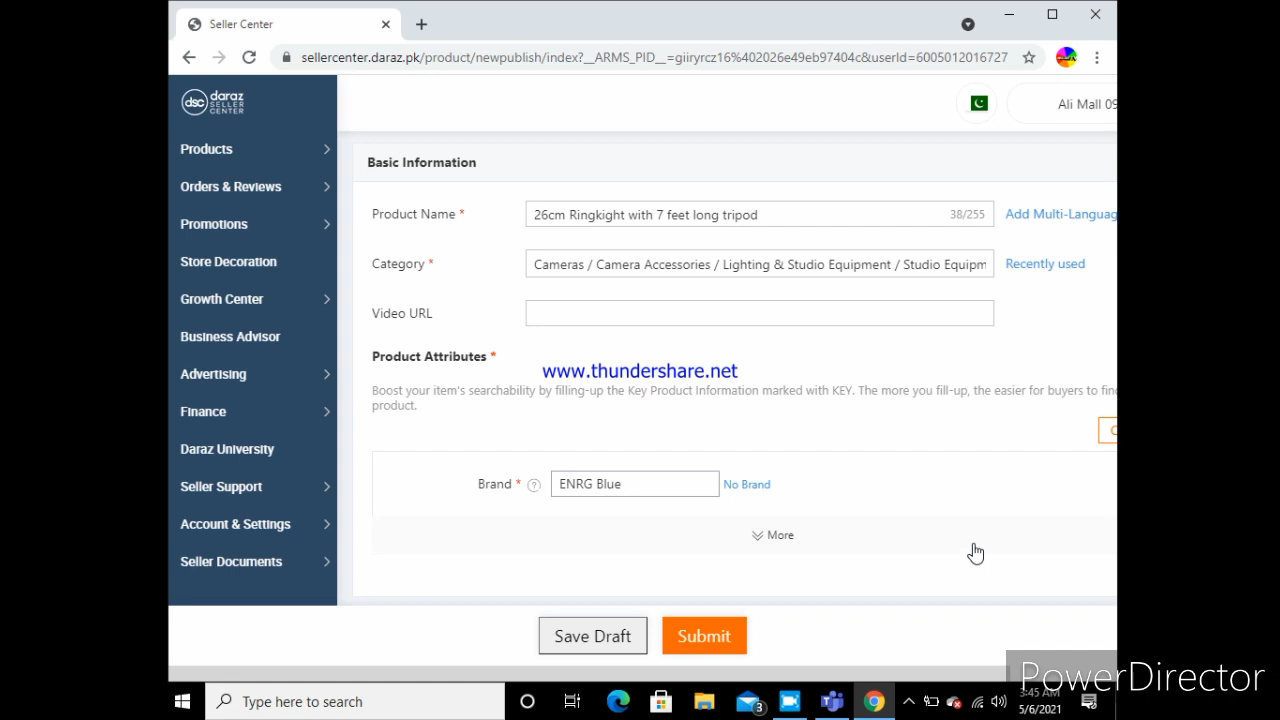 Seller Center
sellercenter.daraz.pk/product/newpublish/index?__ARMS_PID__=giiryrcz16%402026e49eb97404c&userId=6005012016727
dsc daraz
SELLER
CENTER
Ali Mall 09
Products
Orders & Reviews
Promotions
Store Decoration
Growth Center
Business Advisor
Advertising
Finance
Daraz University
Seller Support
Account & Settings
Seller Documents
Basic Information
Product Name * 26cm Ringkight with 7 feet long tripod 38/255 Add Multi-Languag
Category * Cameras / Camera Accessories / Lighting & Studio Equipment / Studio Equipm Recently used
Video URL
Product Attributes *
www.thundershare.net
Boost your item's searchability by filling-up the Key Product Information marked with KEY. The more you fill-up, the easier for buyers to find
product.
Brand * ? ENRG Blue No Brand
More
Save Draft Submit
PowerDirector
Type here to search
3
3:45 AM
5/6/2021